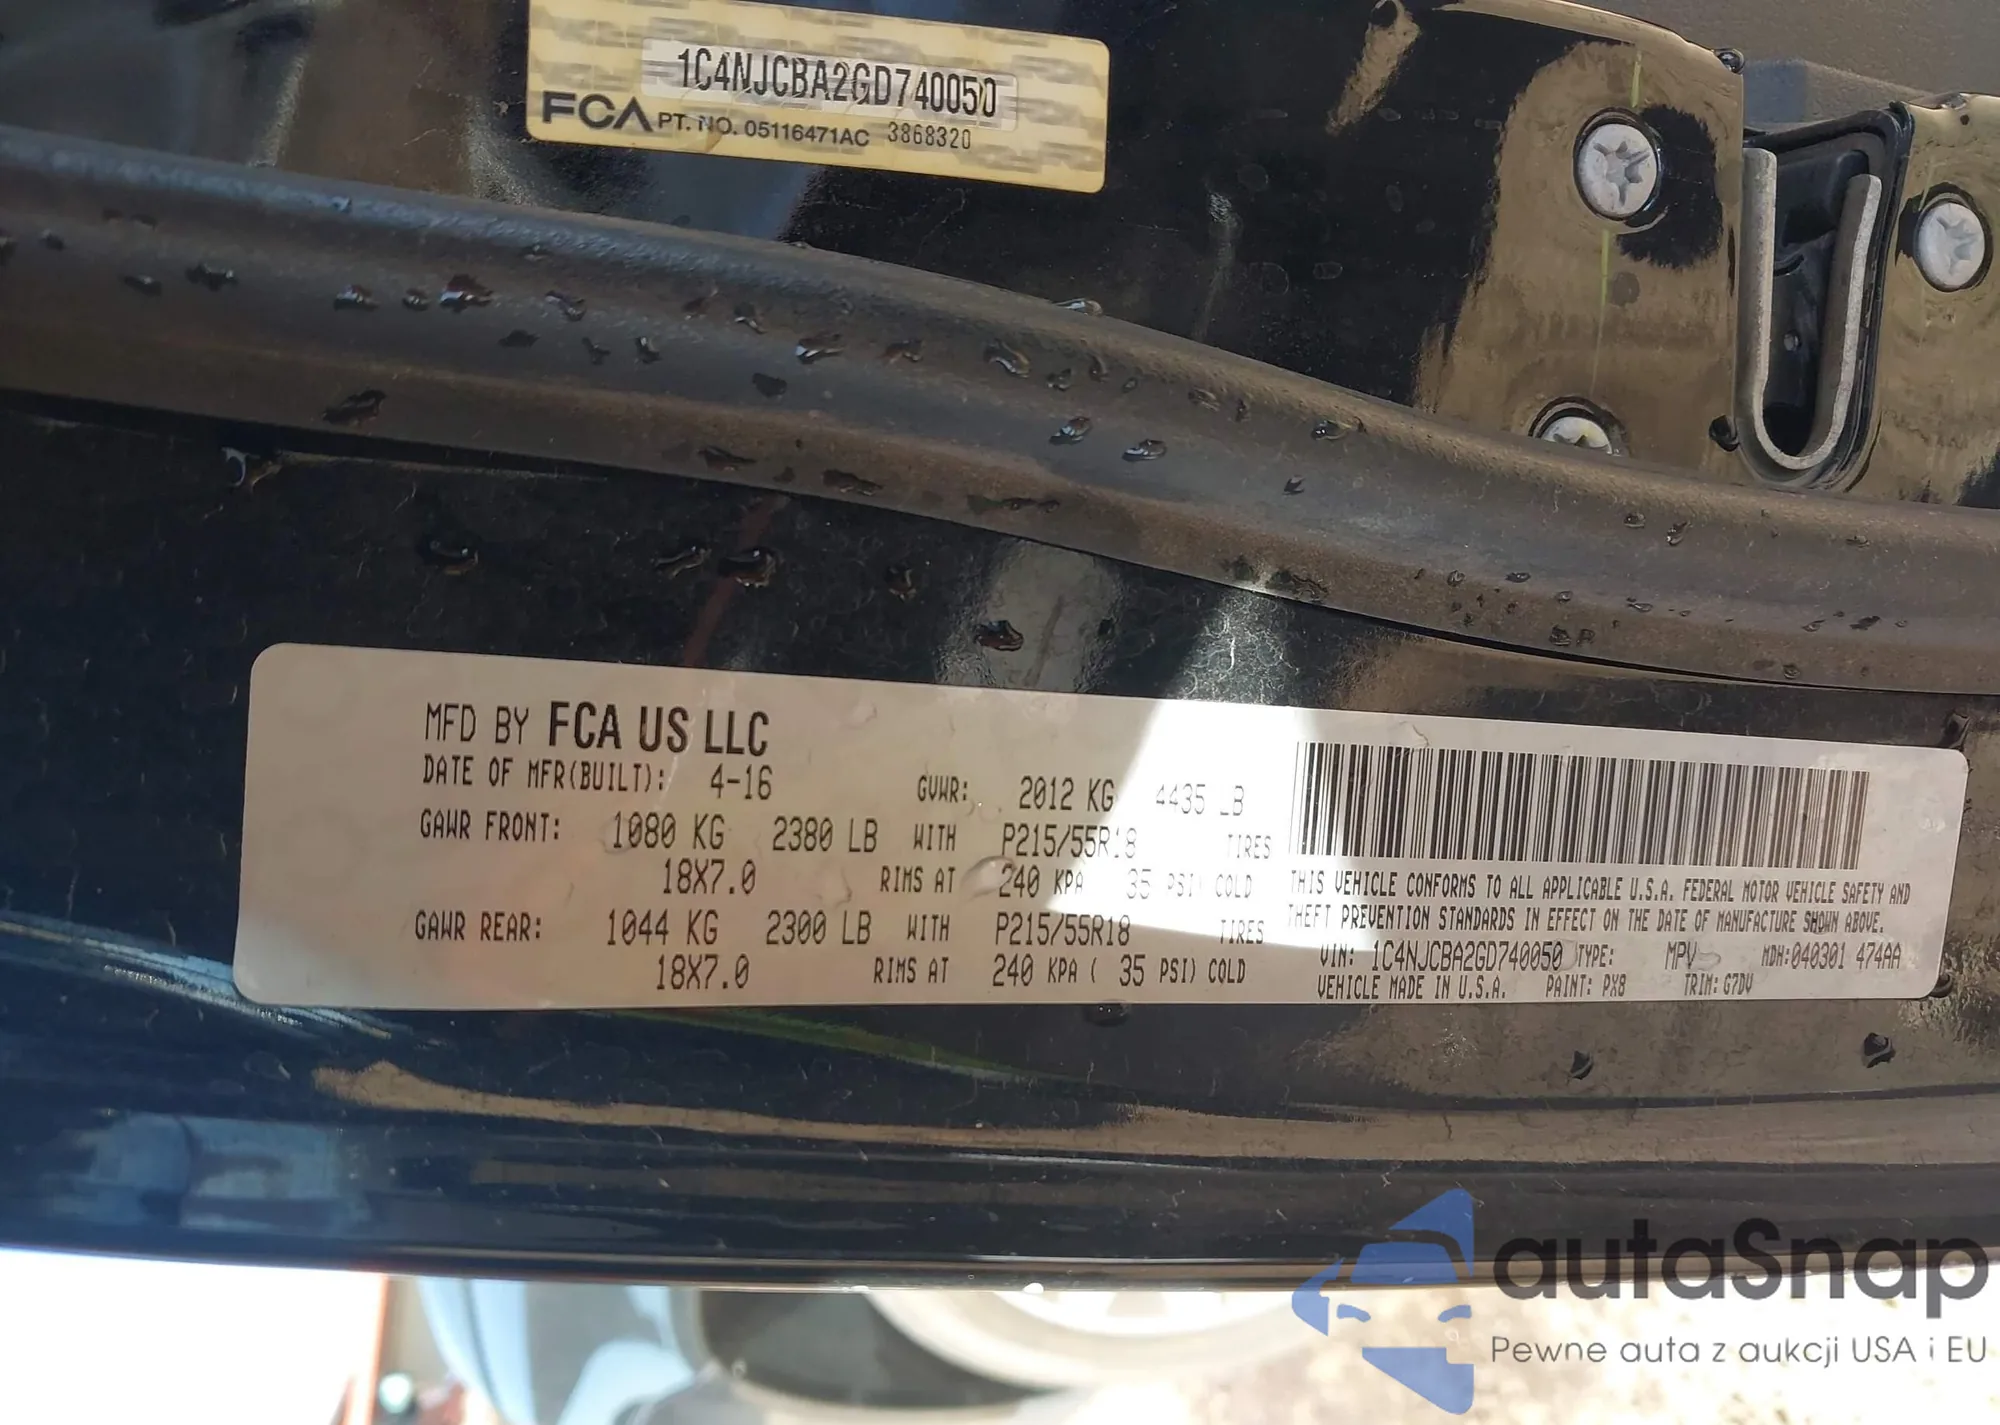 1C4NJCBA2GD740050
FCA PT. NO. 05116471AC 3868320
MFD BY FCA US LLC
DATE OF MFR(BUILT): 4-16 GVWR: 2012 KG 4435 LB
GAWR FRONT: 1080 KG 2380 LB WITH P215/55R18 TIRES
18X7.0 RIMS AT 240 KPA 35 PSI) COLD
GAWR REAR: 1044 KG 2300 LB WITH P215/55R18 TIRES
18X7.0 RIMS AT 240 KPA ( 35 PSI) COLD
THIS VEHICLE CONFORMS TO ALL APPLICABLE U.S.A. FEDERAL MOTOR VEHICLE SAFETY AND
THEFT PREVENTION STANDARDS IN EFFECT ON THE DATE OF MANUFACTURE SHOWN ABOVE.
VIN: 1C4NJCBA2GD740050 TYPE: MPV MDH: 040301 474AA
VEHICLE MADE IN U.S.A. PAINT: PX8 TRIM: G7DV
autaSnap
Pewne auta z aukcji USA i EU